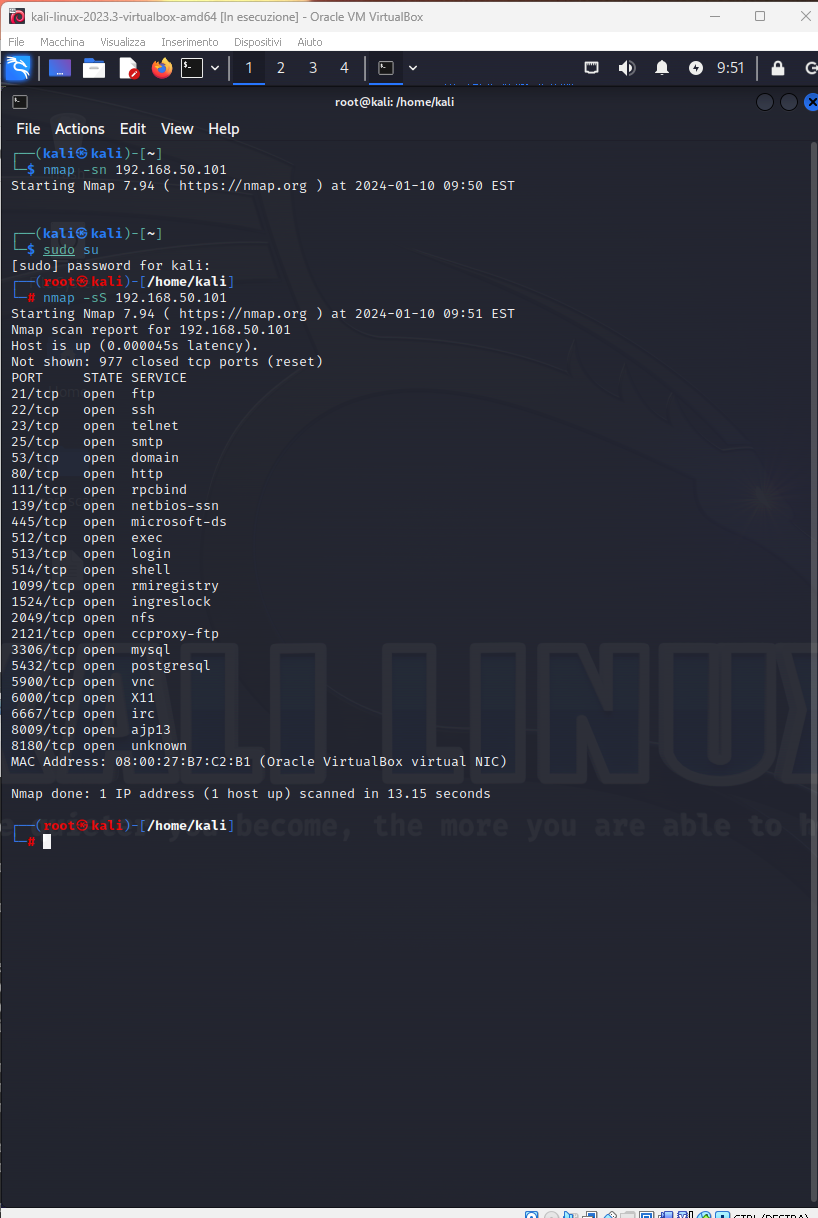 kali-linux-2023.3-virtualbox-amd64 [In esecuzione] - Oracle VM VirtualBox
File Macchina Visualizza Inserimento Dispositivi Aiuto
1 2 3 4 9:51
root@kali: /home/kali
File Actions Edit View Help
┌──(kali㉿kali)-[~]
└─$ nmap -sn 192.168.50.101
Starting Nmap 7.94 ( https://nmap.org ) at 2024-01-10 09:50 EST
┌──(kali㉿kali)-[~]
└─$ sudo su
[sudo] password for kali:
┌──(root㉿kali)-[/home/kali]
└─# nmap -sS 192.168.50.101
Starting Nmap 7.94 ( https://nmap.org ) at 2024-01-10 09:51 EST
Nmap scan report for 192.168.50.101
Host is up (0.000045s latency).
Not shown: 977 closed tcp ports (reset)
PORT STATE SERVICE
21/tcp open ftp
22/tcp open ssh
23/tcp open telnet
25/tcp open smtp
53/tcp open domain
80/tcp open http
111/tcp open rpcbind
139/tcp open netbios-ssn
445/tcp open microsoft-ds
512/tcp open exec
513/tcp open login
514/tcp open shell
1099/tcp open rmiregistry
1524/tcp open ingreslock
2049/tcp open nfs
2121/tcp open ccproxy-ftp
3306/tcp open mysql
5432/tcp open postgresql
5900/tcp open vnc
6000/tcp open X11
6667/tcp open irc
8009/tcp open ajp13
8180/tcp open unknown
MAC Address: 08:00:27:B7:C2:B1 (Oracle VirtualBox virtual NIC)
Nmap done: 1 IP address (1 host up) scanned in 13.15 seconds
┌──(root㉿kali)-[/home/kali]
└─#
KALI LINUX
you become, the more you are able to h
CTRL (DESTRA)